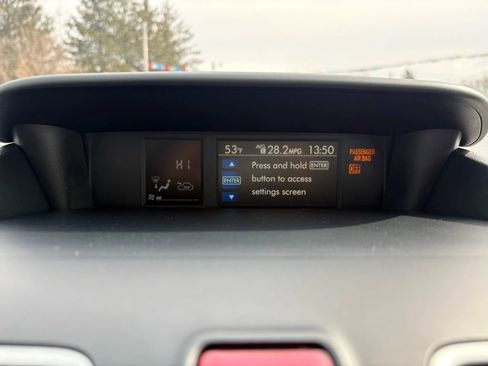 53°F AVG 28.2MPG 13:50
HI
Press and hold ENTER
ENTER button to access
settings screen
PASSENGER
AIR BAG
OFF